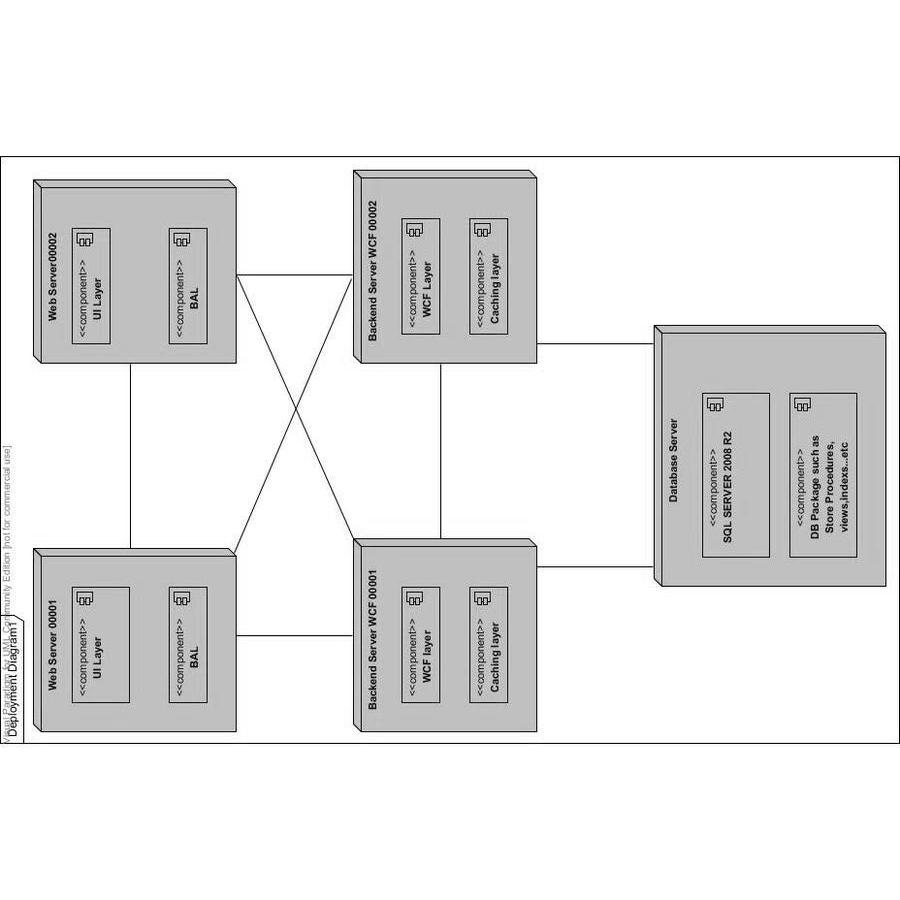 Visual Paradigm for UML Community Edition [not for commercial use]
Deployment Diagram1
Web Server 00001
<<component>>
UI Layer
<<component>>
BAL
Web Server00002
<<component>>
UI Layer
<<component>>
BAL
Backend Server WCF 00001
<<component>>
WCF layer
<<component>>
Caching layer
Backend Server WCF 00002
<<component>>
WCF Layer
<<component>>
Caching layer
Database Server
<<component>>
SQL SERVER 2008 R2
<<component>>
DB Package such as
Store Procedures,
views,indexs...etc